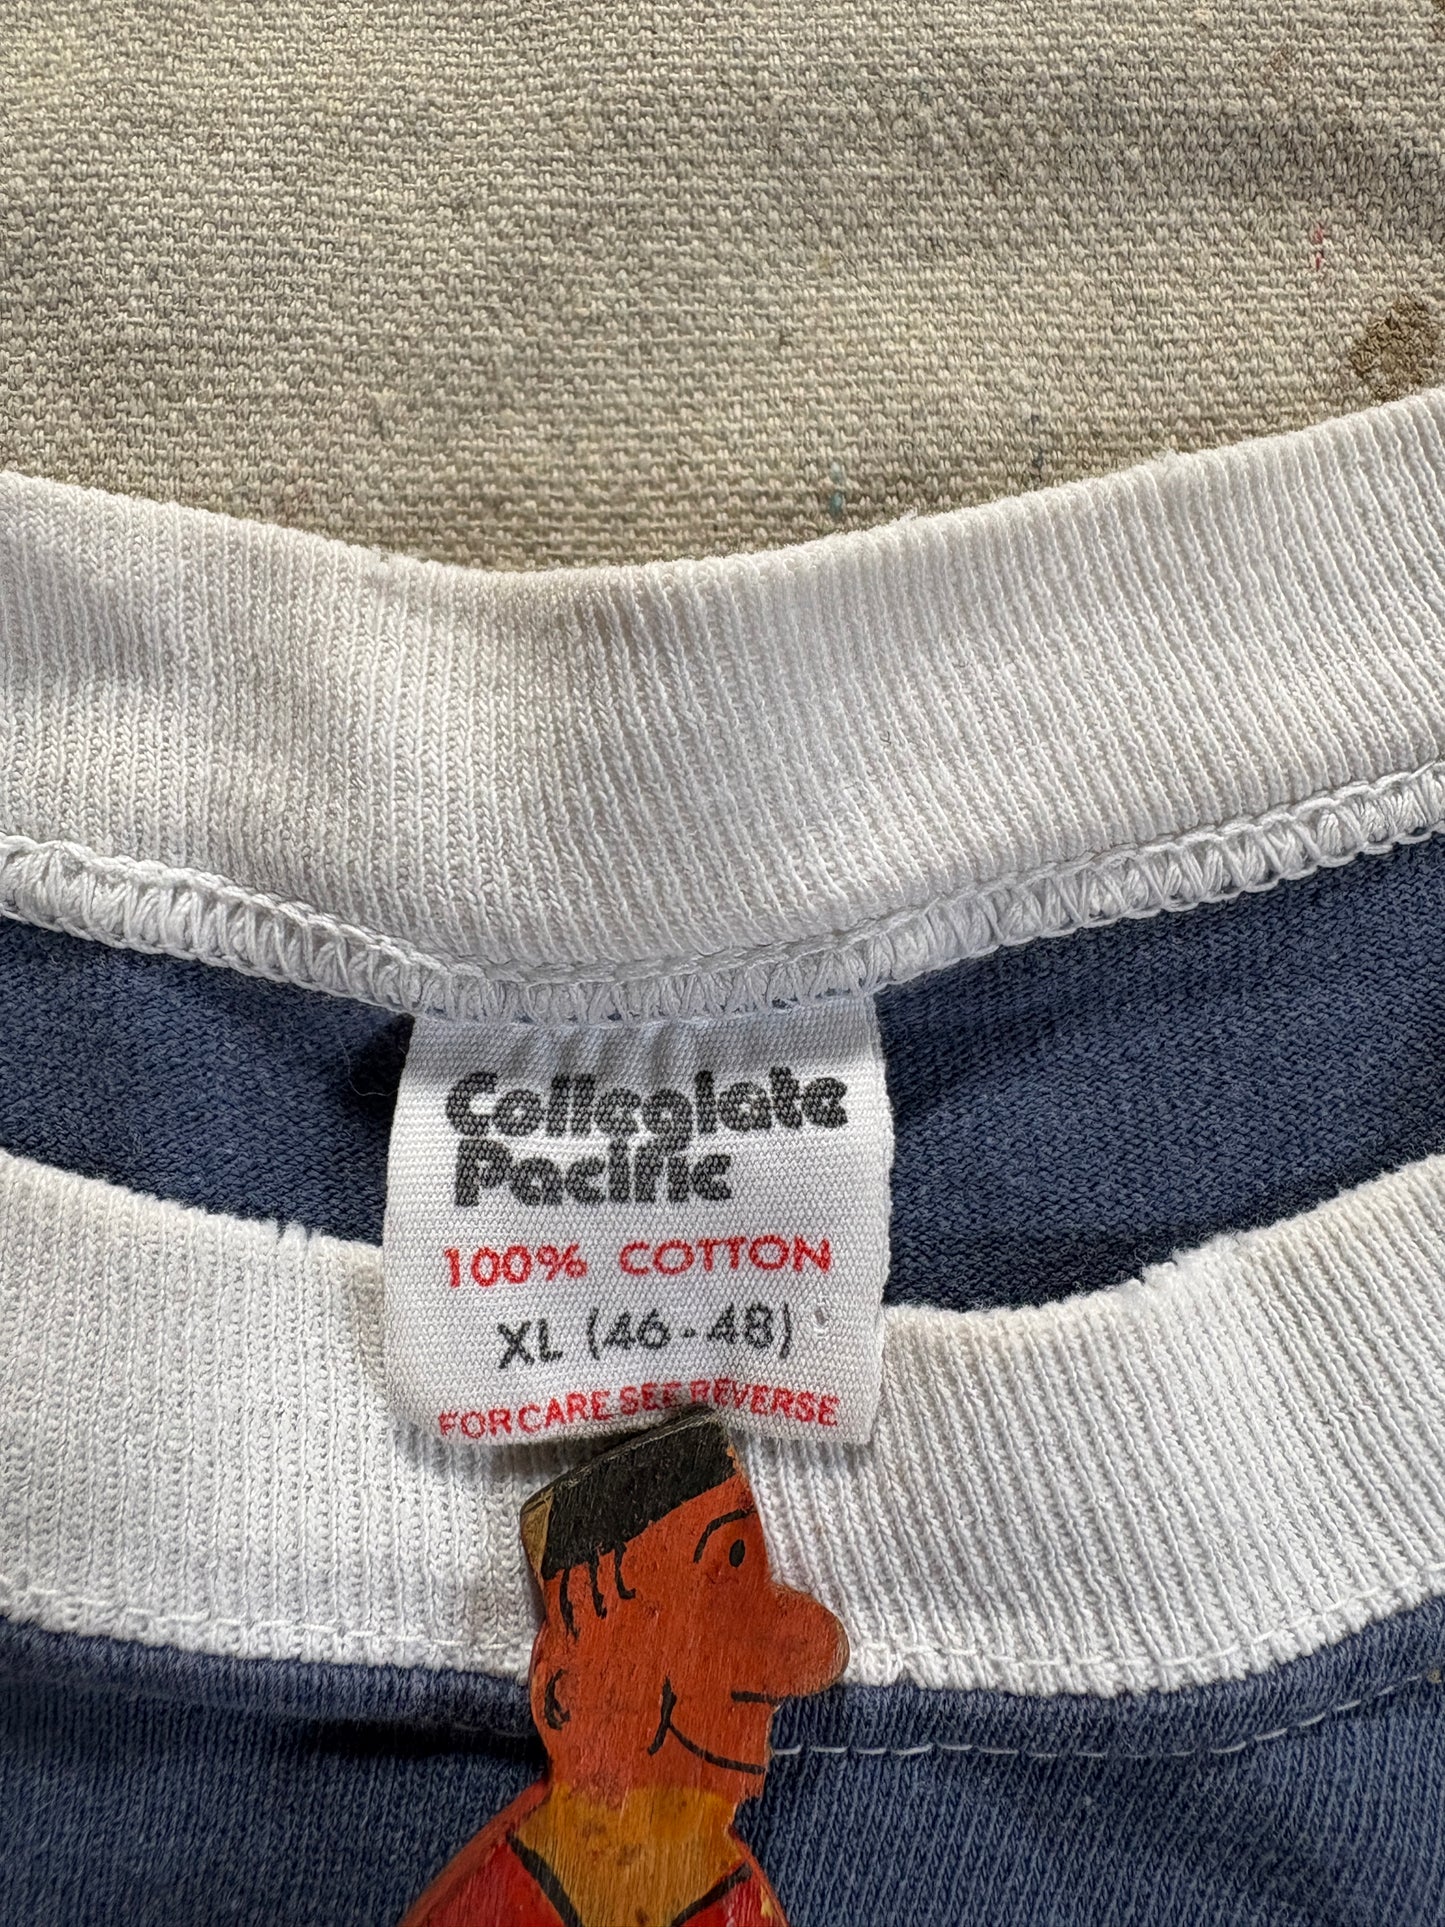 Collegiate
Pacific
100% COTTON
XL (46-48)
FOR CARE SEE REVERSE